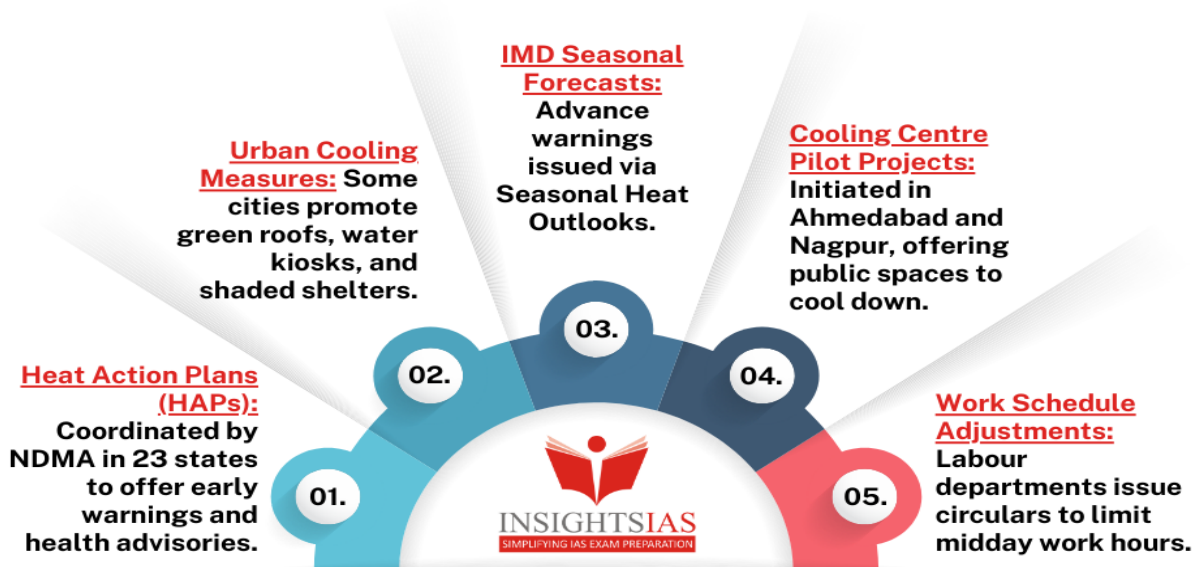 Heat Action Plans
(HAPs):
Coordinated by
NDMA in 23 states
to offer early
warnings and
health advisories.
01.
Urban Cooling
Measures: Some
cities promote
green roofs, water
kiosks, and
shaded shelters.
02.
IMD Seasonal
Forecasts:
Advance
warnings
issued via
Seasonal Heat
Outlooks.
03.
Cooling Centre
Pilot Projects:
Initiated in
Ahmedabad and
Nagpur, offering
public spaces to
cool down.
04.
Work Schedule
Adjustments:
Labour
departments issue
circulars to limit
midday work hours.
05.
INSIGHTSIAS
SIMPLIFYING IAS EXAM PREPARATION